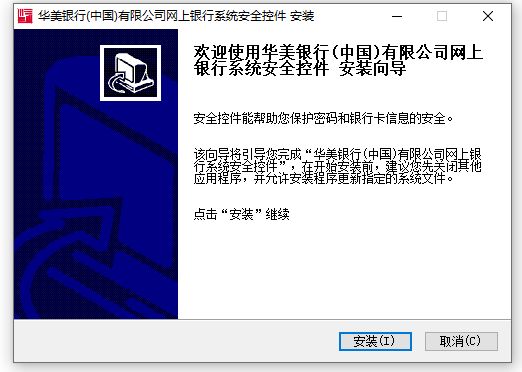 华美银行(中国)有限公司网上银行系统安全控件 安装
欢迎使用华美银行(中国)有限公司网上
银行系统安全控件 安装向导
安全控件能帮助您保护密码和银行卡信息的安全。
该向导将引导您完成“华美银行(中国)有限公司网上银
行系统安全控件”，在开始安装前，建议您先关闭其他
应用程序，并允许安装程序更新指定的系统文件。
点击“安装”继续
安装(I)
取消(C)